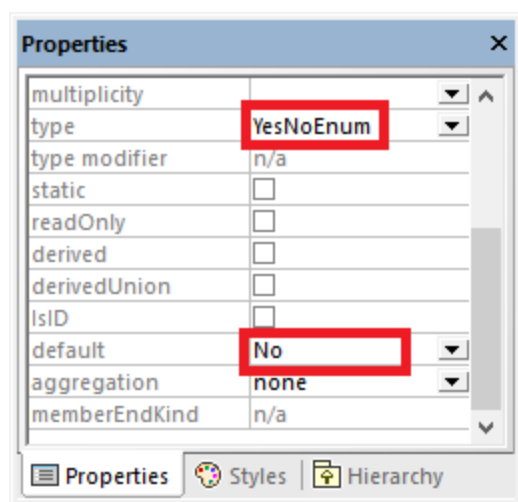 Properties
multiplicity
type YesNoEnum
type modifier n/a
static
readOnly
derived
derivedUnion
IsID
default No
aggregation none
memberEndKind n/a
Properties Styles Hierarchy